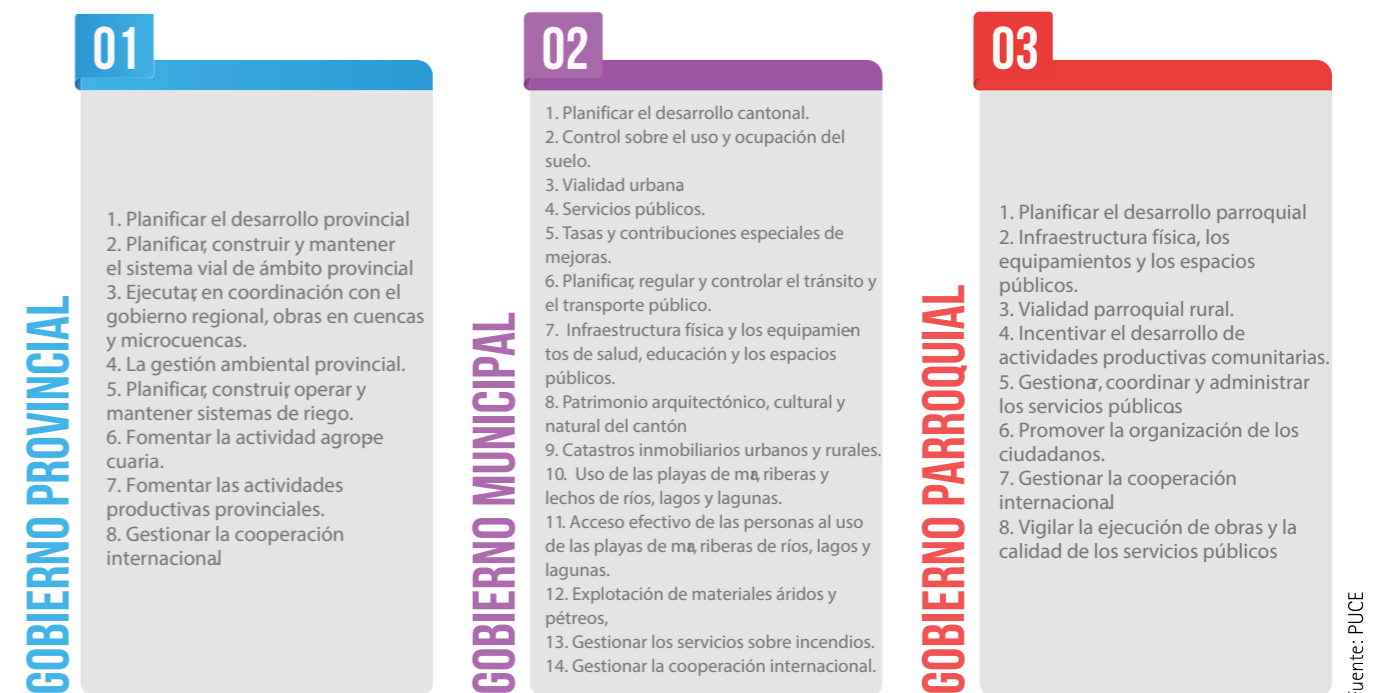 01
GOBIERNO PROVINCIAL
1. Planificar el desarrollo provincial
2. Planificar, construir y mantener
el sistema vial de ámbito provincial
3. Ejecutar, en coordinación con el
gobierno regional, obras en cuencas
y microcuencas.
4. La gestión ambiental provincial.
5. Planificar, construir, operar y
mantener sistemas de riego.
6. Fomentar la actividad agrope
cuaria.
7. Fomentar las actividades
productivas provinciales.
8. Gestionar la cooperación
internacional.
02
GOBIERNO MUNICIPAL
1. Planificar el desarrollo cantonal.
2. Control sobre el uso y ocupación del
suelo.
3. Vialidad urbana
4. Servicios públicos.
5. Tasas y contribuciones especiales de
mejoras.
6. Planificar, regular y controlar el tránsito y
el transporte público.
7. Infraestructura física y los equipamien
tos de salud, educación y los espacios
públicos.
8. Patrimonio arquitectónico, cultural y
natural del cantón
9. Catastros inmobiliarios urbanos y rurales.
10. Uso de las playas de mar, riberas y
lechos de ríos, lagos y lagunas.
11. Acceso efectivo de las personas al uso
de las playas de mar, riberas de ríos, lagos y
lagunas.
12. Explotación de materiales áridos y
pétreos,
13. Gestionar los servicios sobre incendios.
14. Gestionar la cooperación internacional.
03
GOBIERNO PARROQUIAL
1. Planificar el desarrollo parroquial
2. Infraestructura física, los
equipamientos y los espacios
públicos.
3. Vialidad parroquial rural.
4. Incentivar el desarrollo de
actividades productivas comunitarias.
5. Gestionar, coordinar y administrar
los servicios públicos
6. Promover la organización de los
ciudadanos.
7. Gestionar la cooperación
internacional.
8. Vigilar la ejecución de obras y la
calidad de los servicios públicos
Fuente: PUCE